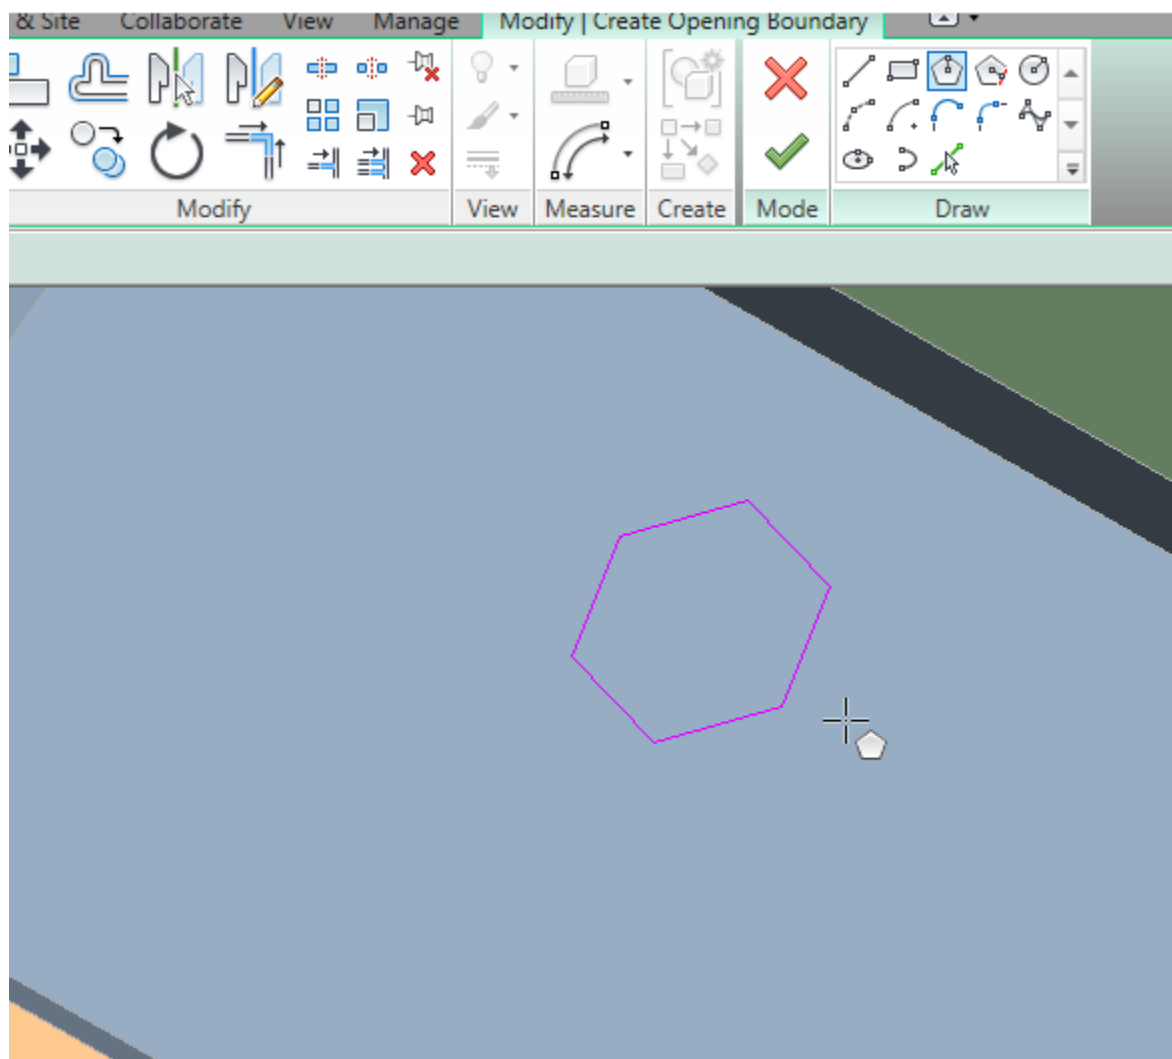 & Site Collaborate View Manage Modify | Create Opening Boundary
Modify View Measure Create Mode Draw